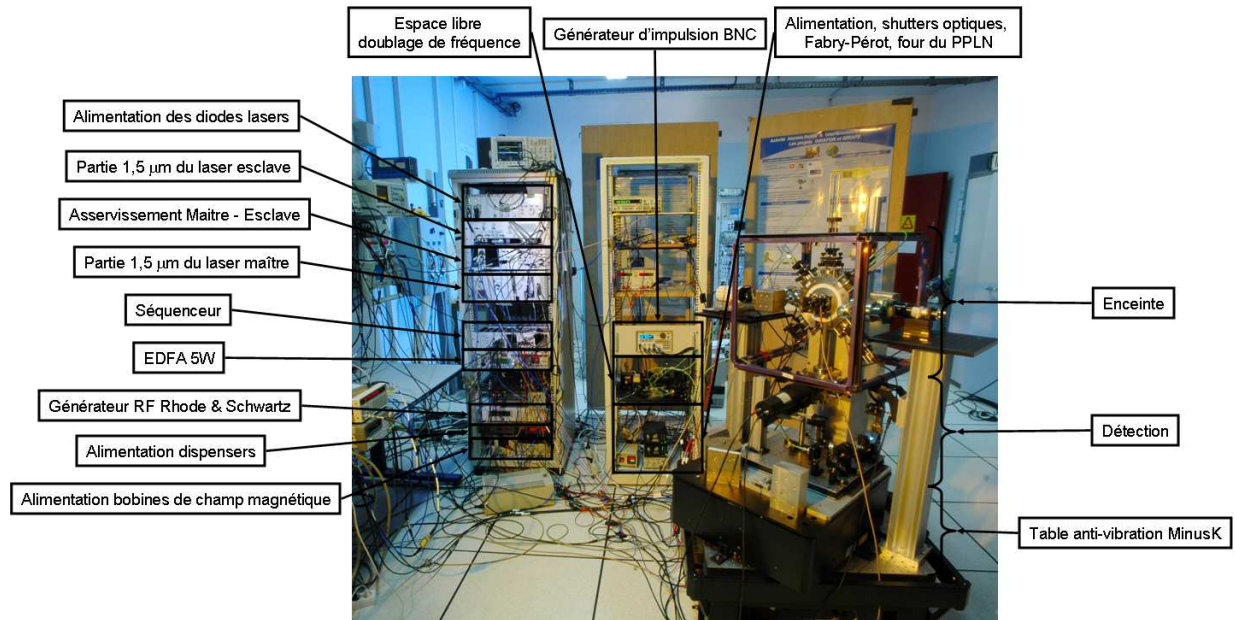 Espace libre
doublage de fréquence
Générateur d'impulsion BNC
Alimentation, shutters optiques,
Fabry-Pérot, four du PPLN
Alimentation des diodes lasers
Partie 1,5 μm du laser esclave
Asservissement Maitre - Esclave
Partie 1,5 μm du laser maître
Séquenceur
EDFA 5W
Générateur RF Rhode & Schwartz
Alimentation dispensers
Alimentation bobines de champ magnétique
Enceinte
Détection
Table anti-vibration MinusK